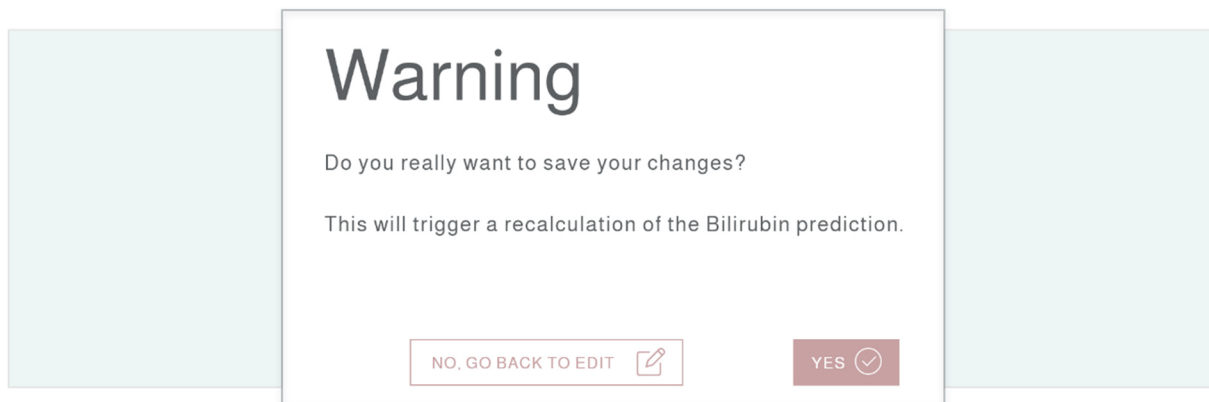 Warning
Do you really want to save your changes?
This will trigger a recalculation of the Bilirubin prediction.
NO, GO BACK TO EDIT
YES